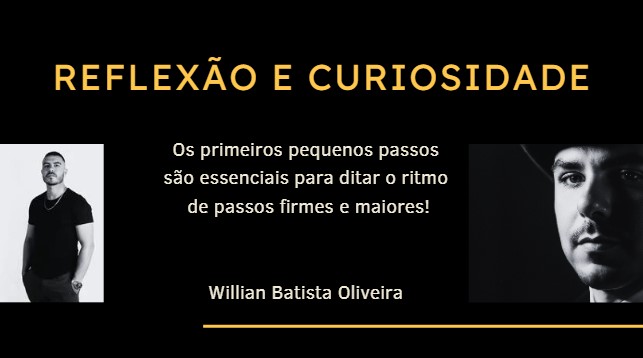 REFLEXÃO E CURIOSIDADE
Os primeiros pequenos passos
são essenciais para ditar o ritmo
de passos firmes e maiores!
Willian Batista Oliveira